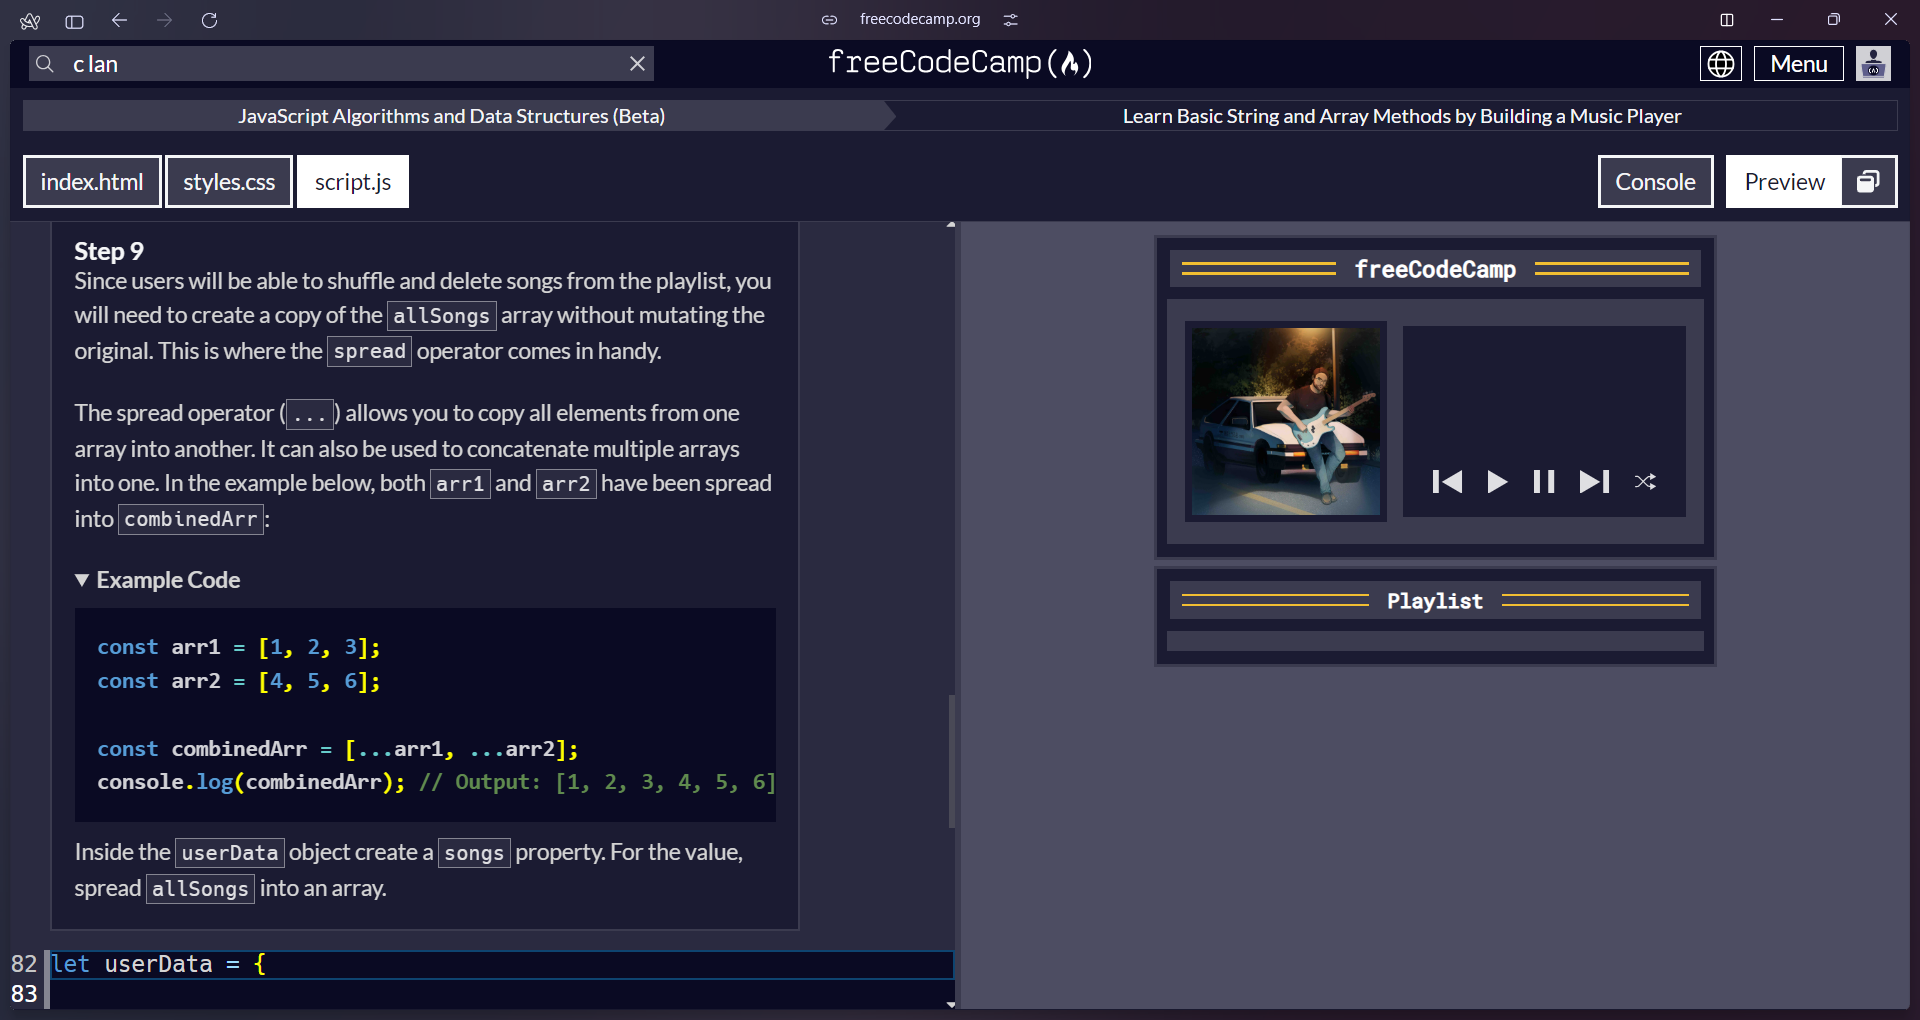 freecodecamp.org
c lan
freeCodeCamp
Menu
JavaScript Algorithms and Data Structures (Beta)
Learn Basic String and Array Methods by Building a Music Player
index.html
styles.css
script.js
Console
Preview
Step 9
Since users will be able to shuffle and delete songs from the playlist, you
will need to create a copy of the allSongs array without mutating the
original. This is where the spread operator comes in handy.
The spread operator (...) allows you to copy all elements from one
array into another. It can also be used to concatenate multiple arrays
into one. In the example below, both arr1 and arr2 have been spread
into combinedArr:
Example Code
const arr1 = [1, 2, 3];
const arr2 = [4, 5, 6];
const combinedArr = [...arr1, ...arr2];
console.log(combinedArr); // Output: [1, 2, 3, 4, 5, 6]
Inside the userData object create a songs property. For the value,
spread allSongs into an array.
82 let userData = {
83
freeCodeCamp
Playlist